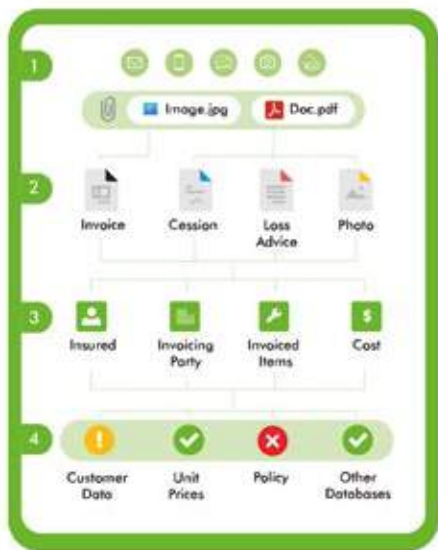 1
Image.jpg Doc.pdf
2
Invoice Cession Loss Photo
Advice
3
Insured Invoicing Invoiced Cost
Party Items
$
4
Customer Unit Policy Other
Data Prices Databases